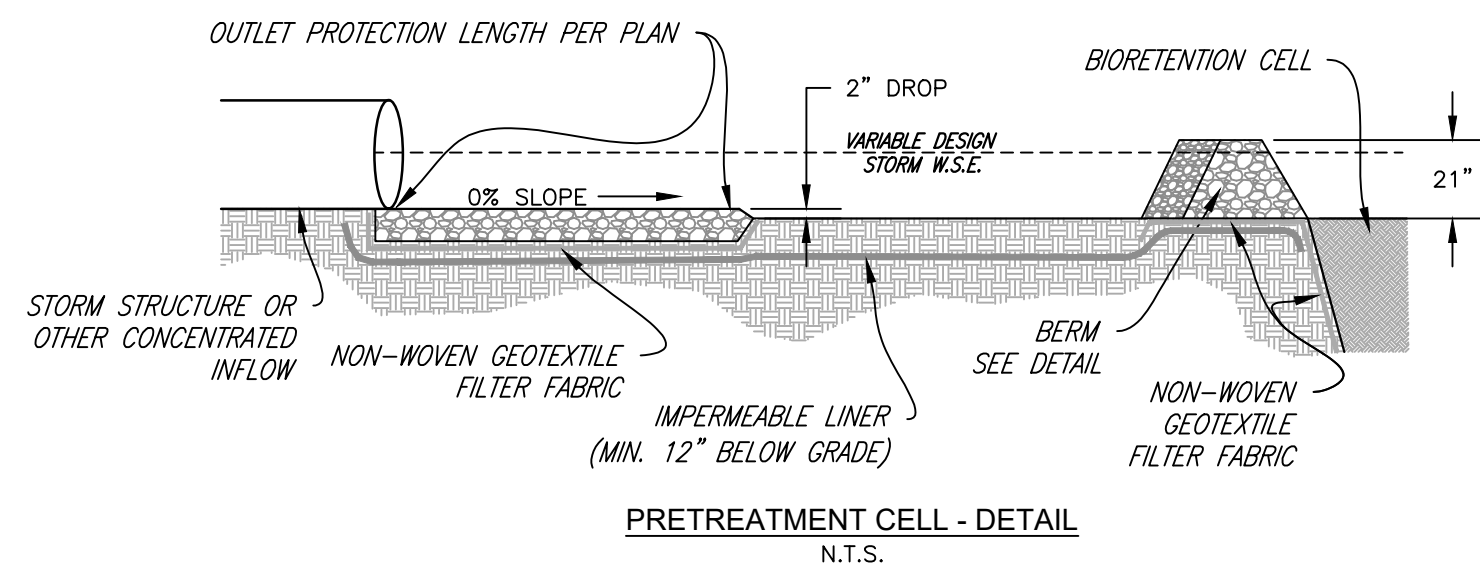 OUTLET PROTECTION LENGTH PER PLAN
BIORETENTION CELL
2” DROP
VARIABLE DESIGN
STORM W.S.E.
21”
0% SLOPE
STORM STRUCTURE OR
OTHER CONCENTRATED
INFLOW
NON-WOVEN GEOTEXTILE
FILTER FABRIC
IMPERMEABLE LINER
(MIN. 12” BELOW GRADE)
BERM
SEE DETAIL
NON-WOVEN
GEOTEXTILE
FILTER FABRIC
PRETREATMENT CELL - DETAIL
N.T.S.